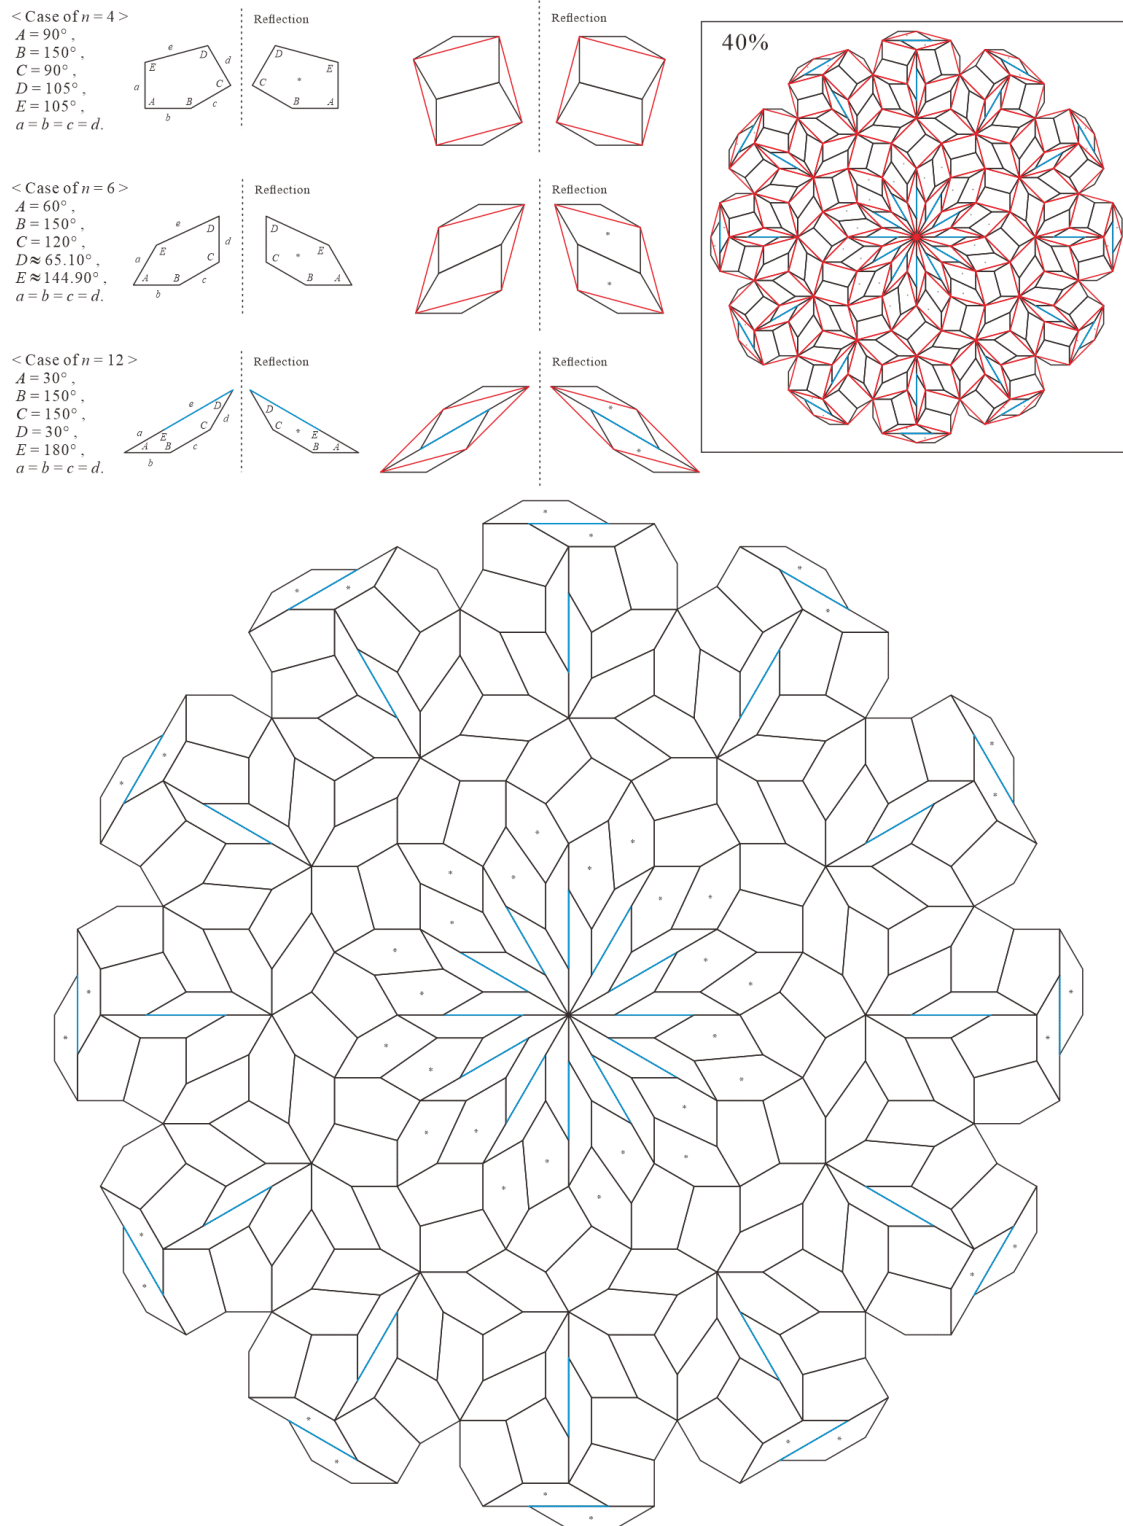 < Case of n = 4 >
A = 90° ,
B = 150° ,
C = 90° ,
D = 105° ,
E = 105° ,
a = b = c = d.
e
D
d
E
a
C
A
B
c
b
Reflection
D
E
C
*
B
A
Reflection
40%
< Case of n = 6 >
A = 60° ,
B = 150° ,
C = 120° ,
D ≈ 65.10° ,
E ≈ 144.90° ,
a = b = c = d.
e
D
d
E
a
C
A
B
c
b
Reflection
D
E
C
*
B
A
Reflection
*
*
< Case of n = 12 >
A = 30° ,
B = 150° ,
C = 150° ,
D = 30° ,
E = 180° ,
a = b = c = d.
e
D
d
a
C
E
A
B
c
b
Reflection
D
C
*
E
B
A
Reflection
*
*